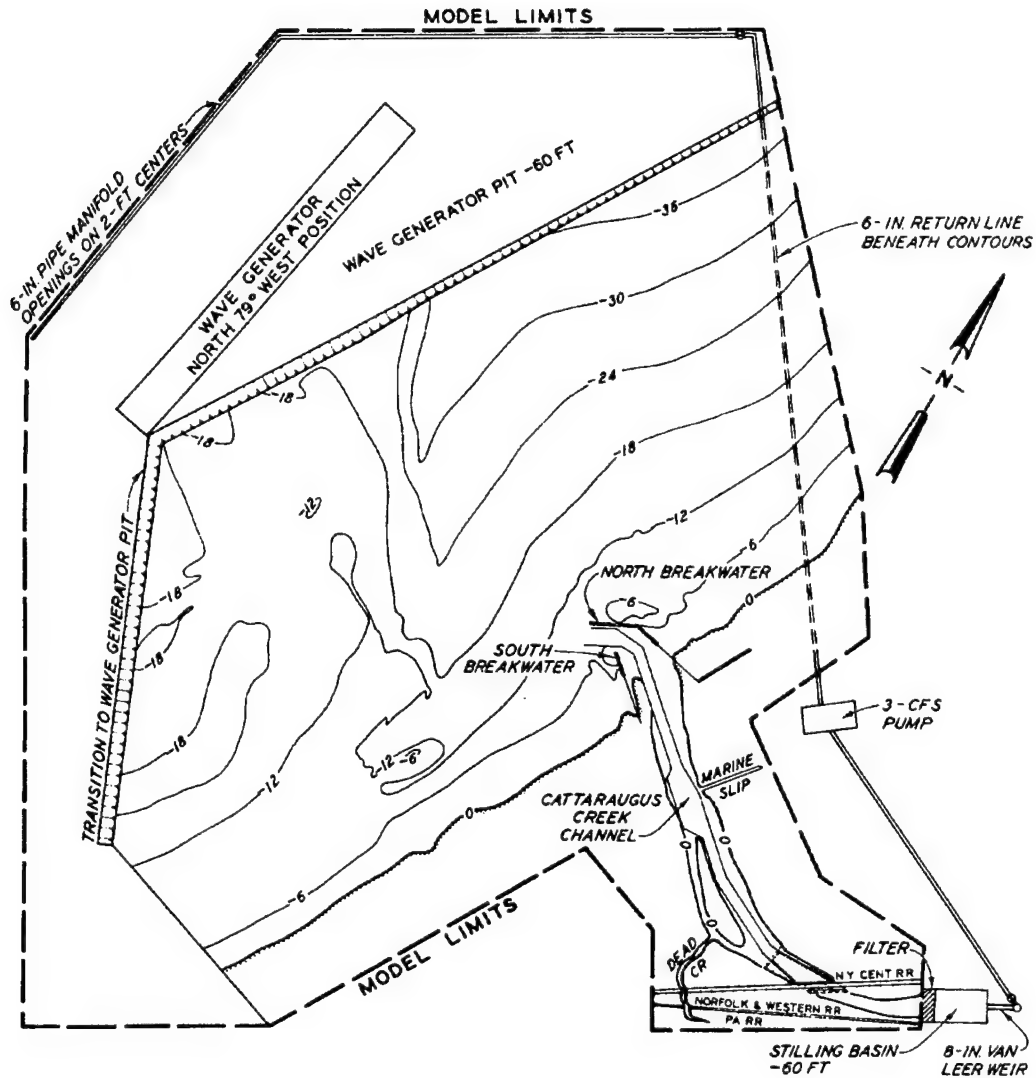 MODEL LIMITS
6-IN. PIPE MANIFOLD
OPENINGS ON 2-FT CENTERS
WAVE GENERATOR
NORTH 79° WEST POSITION
WAVE GENERATOR PIT -60 FT
-36
6-IN. RETURN LINE
BENEATH CONTOURS
-30
-24
-18
-18
-18
-12
-12
-6
0
N
TRANSITION TO WAVE GENERATOR PIT
-18
-18
-18
-12
-6
NORTH BREAKWATER
-6
SOUTH
BREAKWATER
-12
-6
0
3-CFS
PUMP
MARINE
SLIP
CATTARAUGUS
CREEK
CHANNEL
0
0
0
MODEL LIMITS
DEAD
CR
FILTER
NY CENT RR
NORFOLK & WESTERN RR
PA RR
STILLING BASIN
-60 FT
8-IN. VAN
LEER WEIR